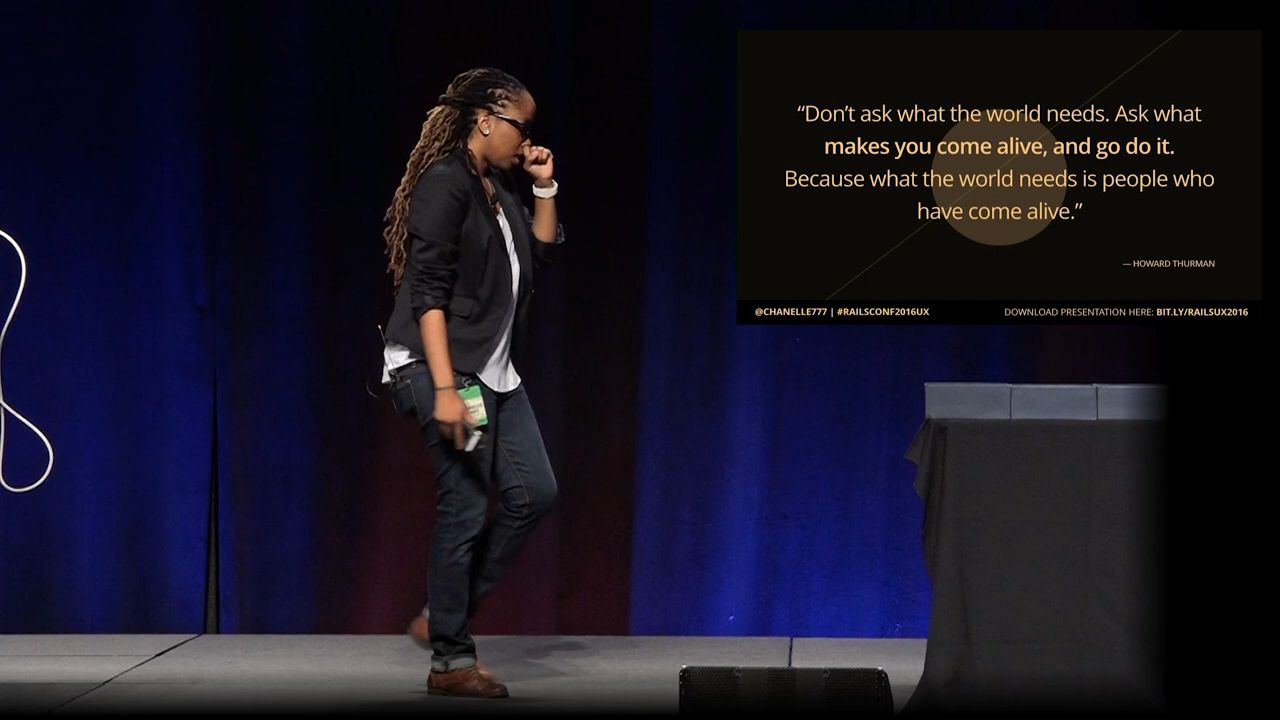 “Don’t ask what the world needs. Ask what
makes you come alive, and go do it.
Because what the world needs is people who
have come alive.”
— HOWARD THURMAN
@CHANELLE777 | #RAILSCONF2016UX
DOWNLOAD PRESENTATION HERE: BIT.LY/RAILSUX2016